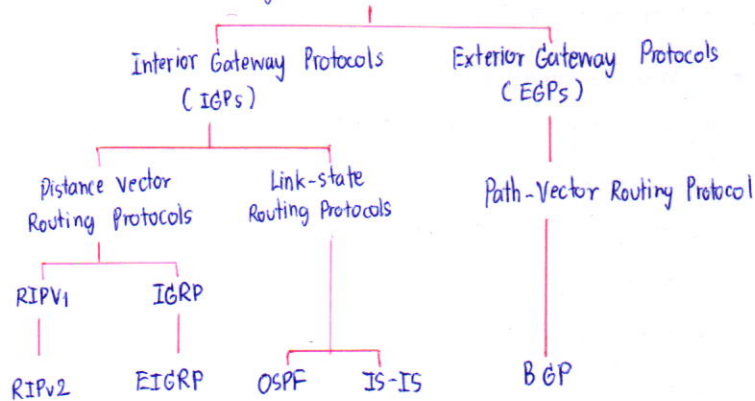 Interior Gateway Protocols
(IGPs)
Exterior Gateway Protocols
(EGPs)
Distance Vector
Routing Protocols
Link-state
Routing Protocols
Path-Vector Routing Protocol
RIPV1
IGRP
RIPv2
EIGRP
OSPF
IS-IS
BGP